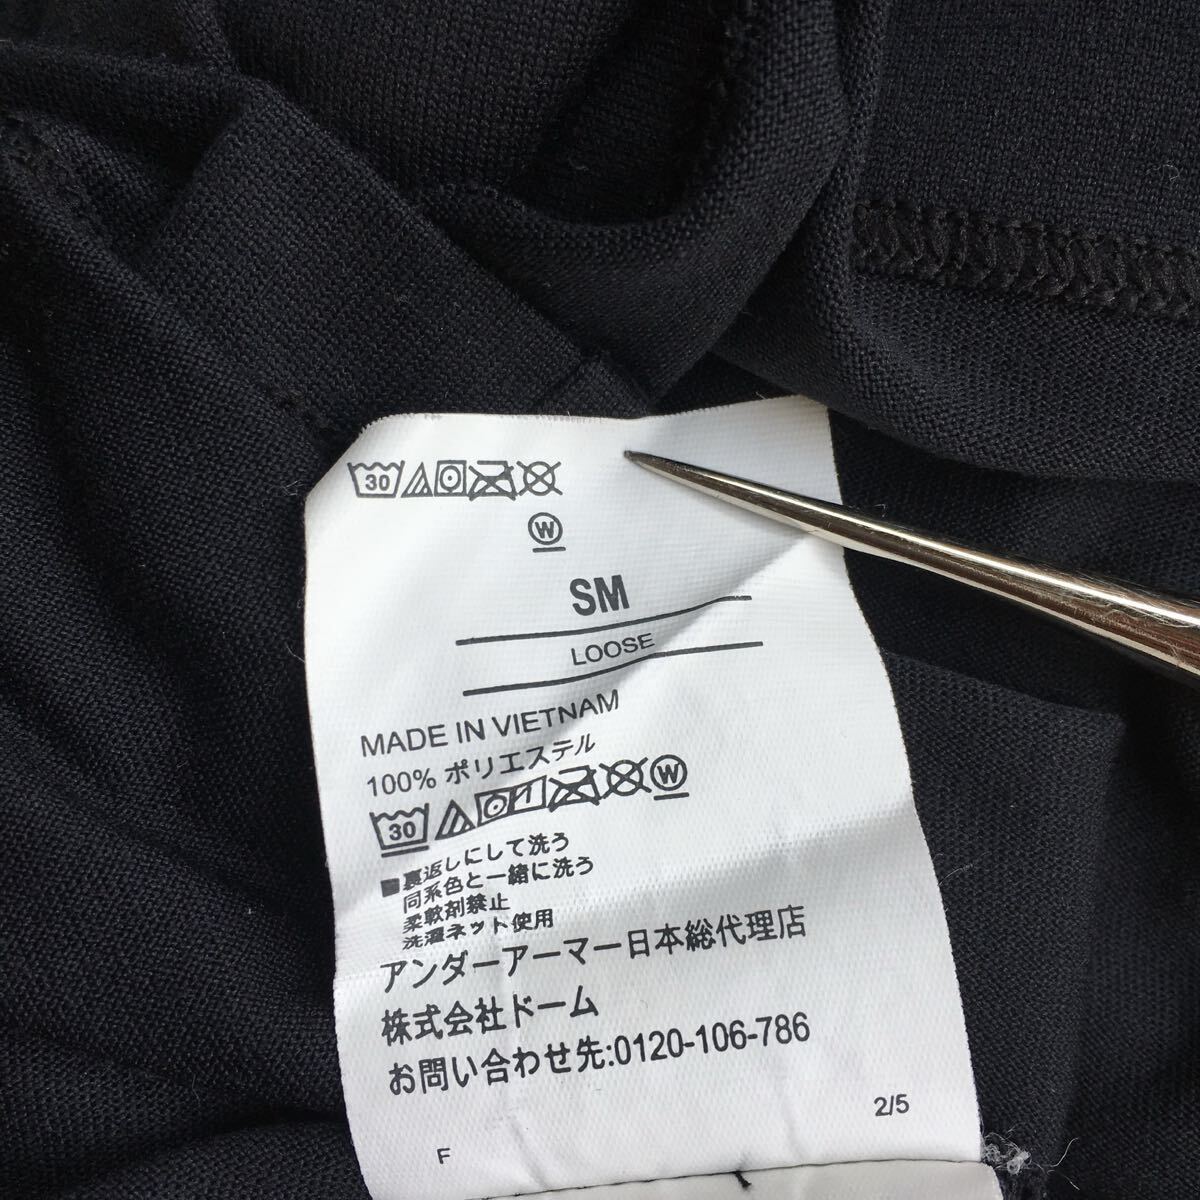 30
W
SM
LOOSE
MADE IN VIETNAM
100% ポリエステル
30 W
■裏返しにして洗う
同系色と一緒に洗う
柔軟剤禁止
洗濯ネット使用
アンダーアーマー日本総代理店
株式会社ドーム
お問い合わせ先:0120-106-786
2/5
F